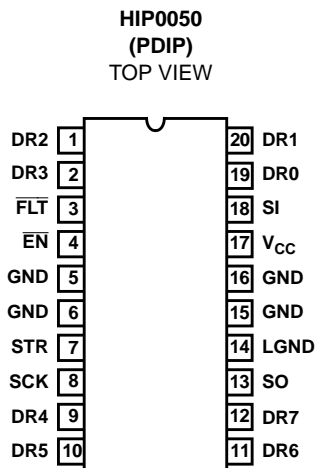 HIP0050
(PDIP)
TOP VIEW
DR2 1 20 DR1
DR3 2 19 DR0
F̅L̅T̅ 3 18 SI
E̅N̅ 4 17 VCC
GND 5 16 GND
GND 6 15 GND
STR 7 14 LGND
SCK 8 13 SO
DR4 9 12 DR7
DR5 10 11 DR6